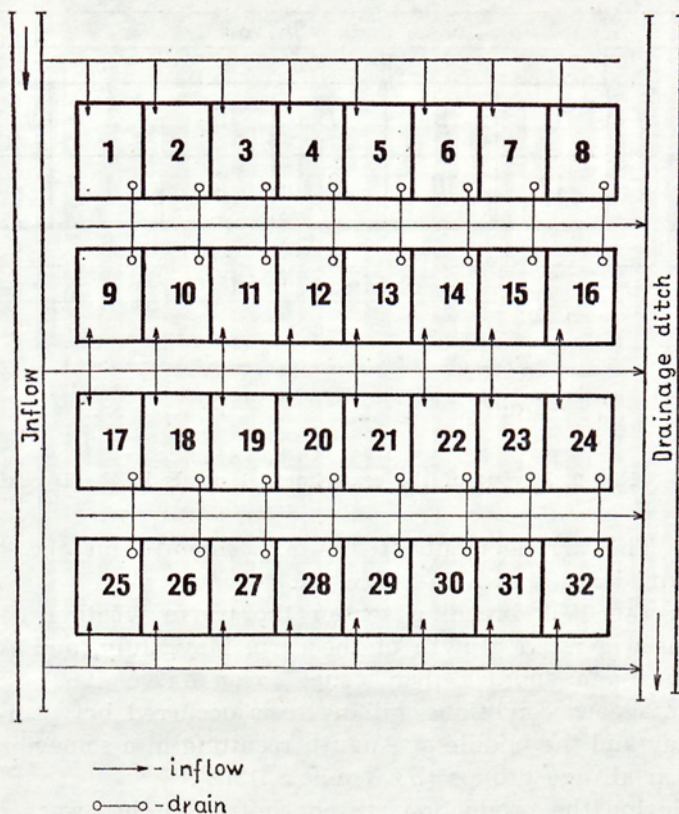 1 2 3 4 5 6 7 8
9 10 11 12 13 14 15 16
Inflow
Drainage ditch
17 18 19 20 21 22 23 24
25 26 27 28 29 30 31 32
- inflow
- drain